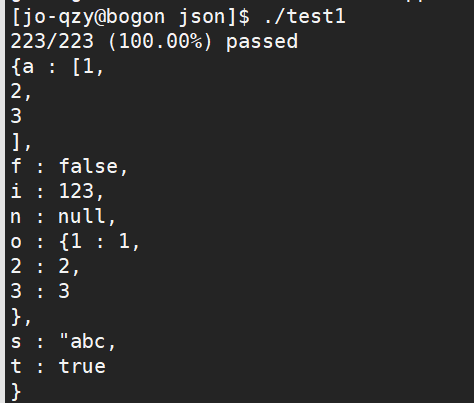 [jo-qzy@bogon json]$ ./test1
223/223 (100.00%) passed
{a : [1,
2,
3
],
f : false,
i : 123,
n : null,
o : {1 : 1,
2 : 2,
3 : 3
},
s : "abc,
t : true
}